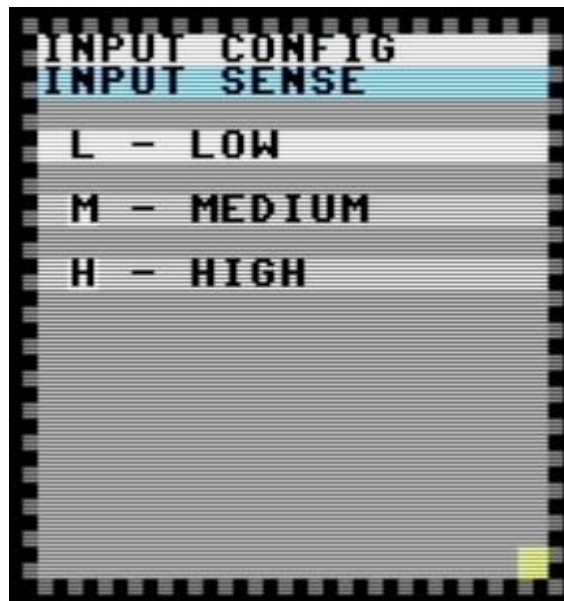 INPUT CONFIG
INPUT SENSE
L - LOW
M - MEDIUM
H - HIGH